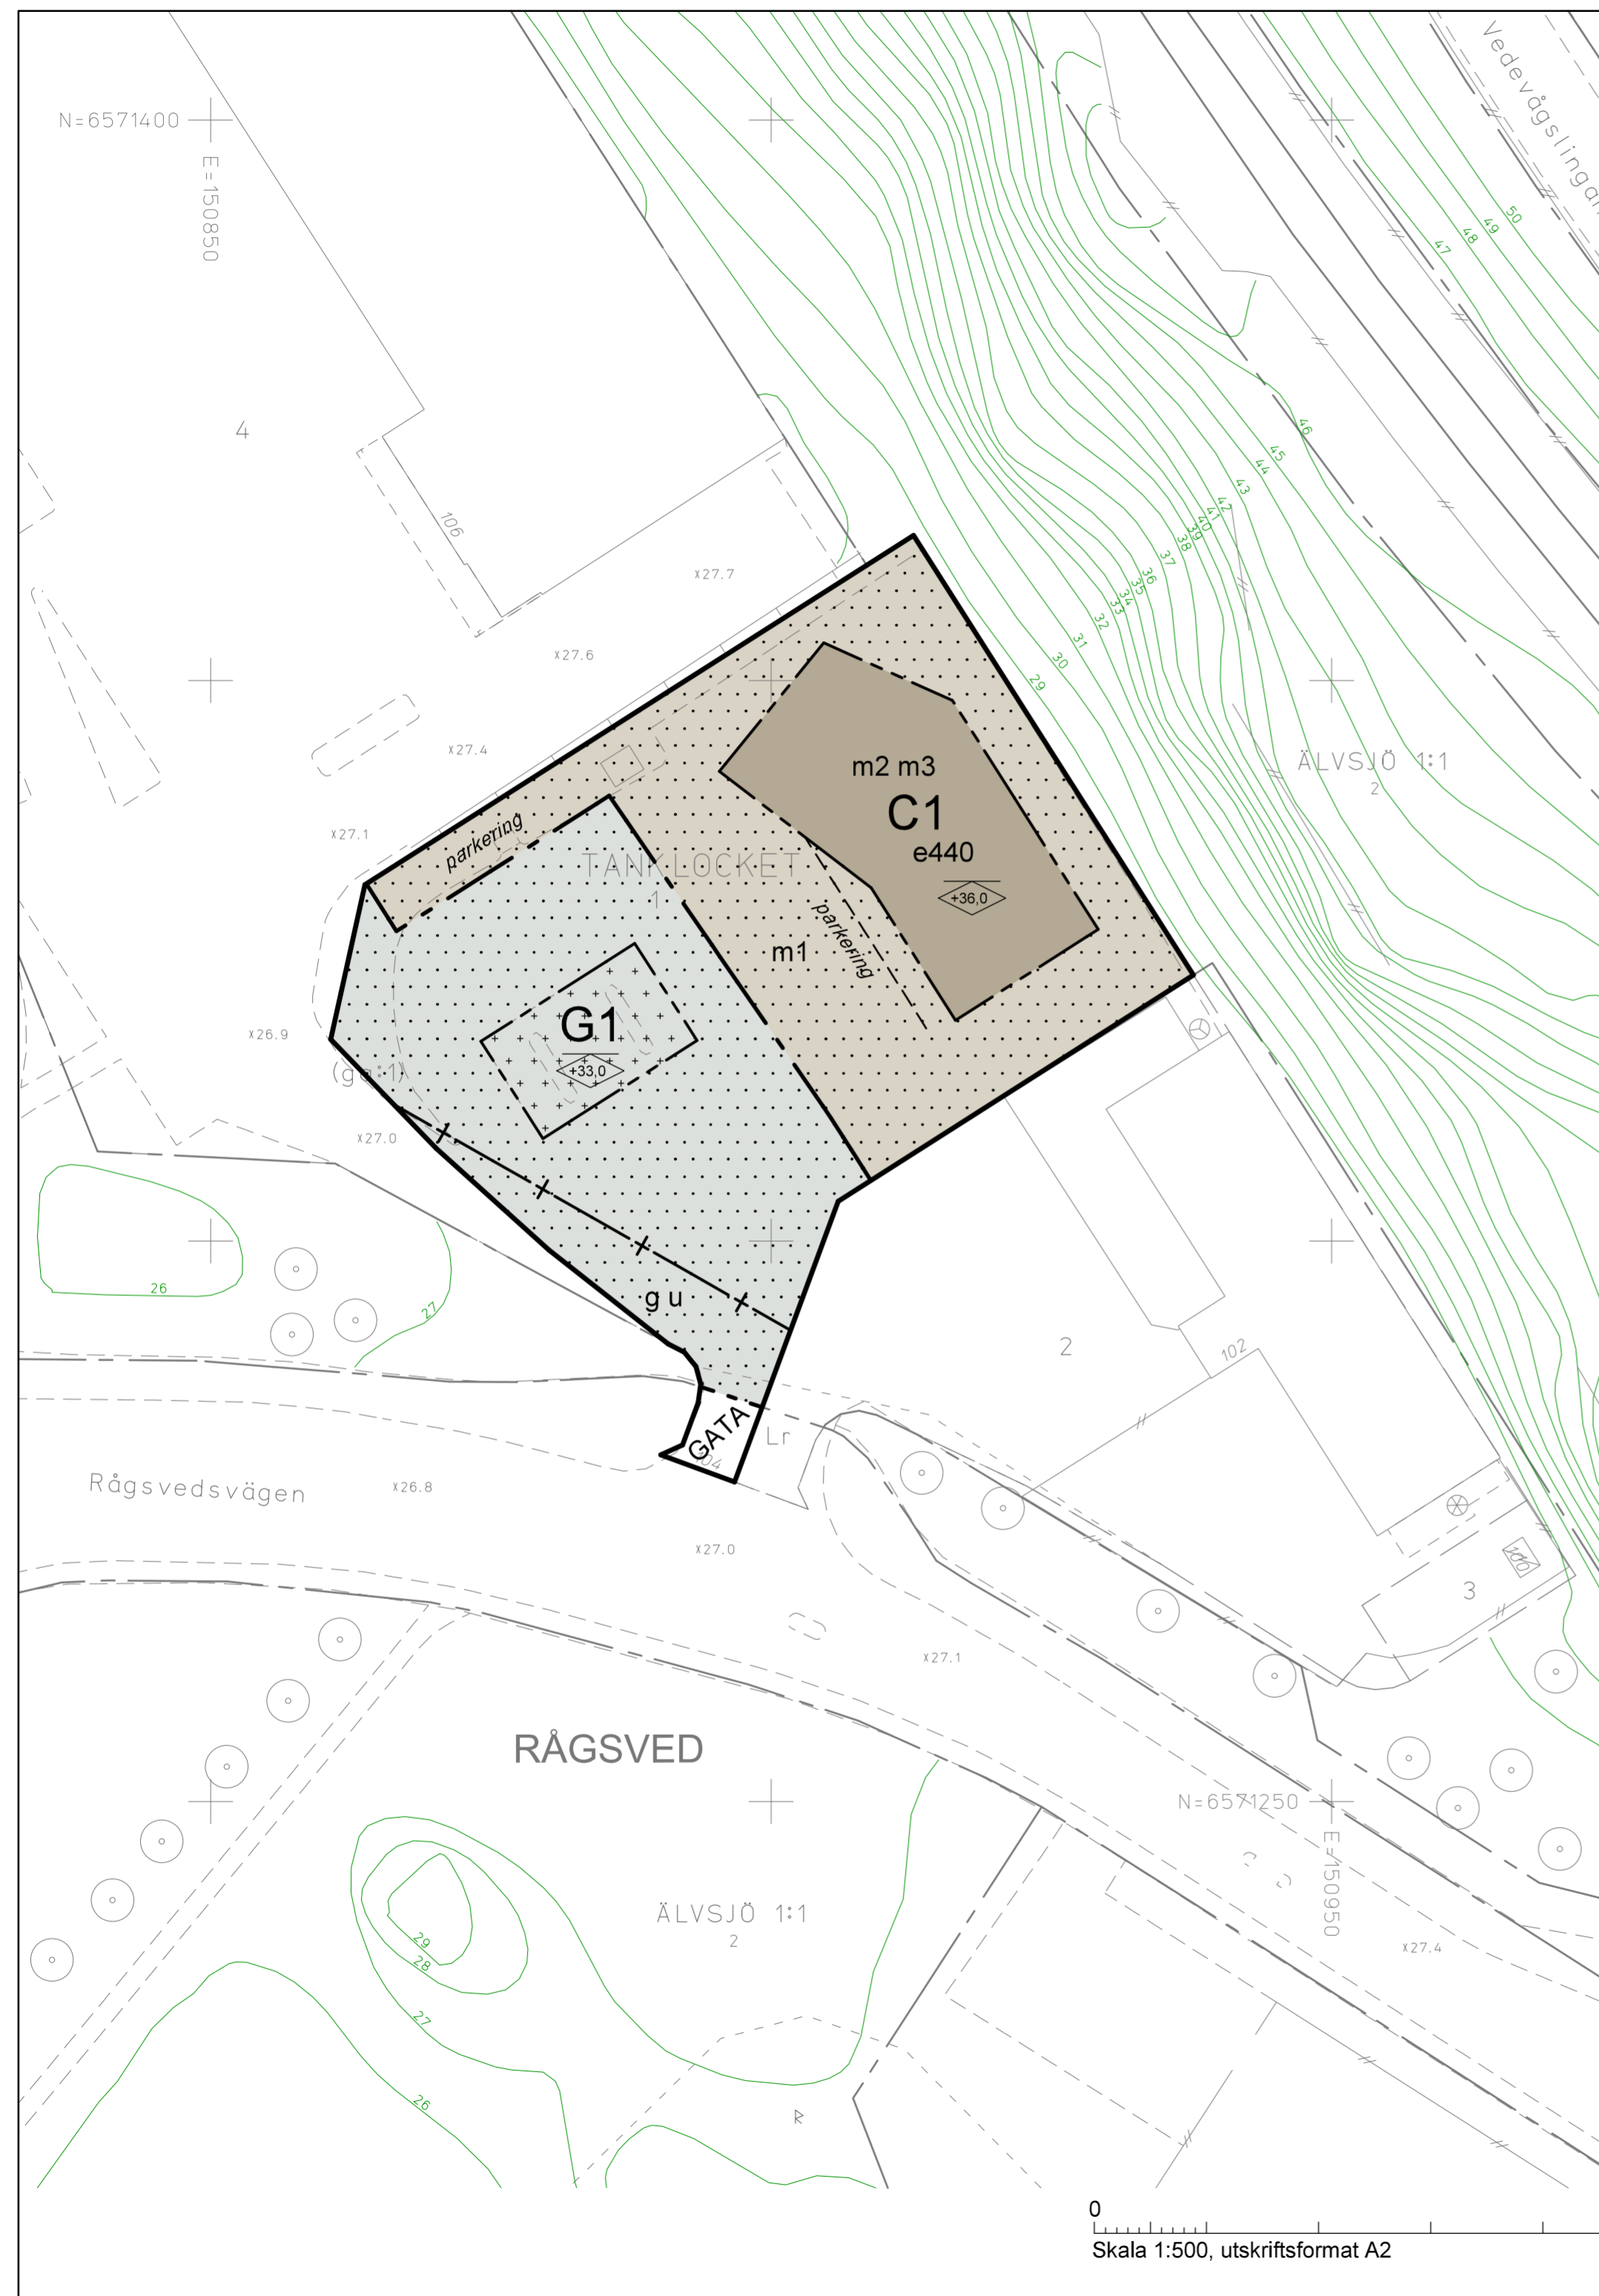 Vedevågslingan
N=6571400
E=150850
50
49
48
47
4
106
46
45
44
43
42
41
40
39
38
37
36
35
34
33
32
31
30
29
x27.7
x27.6
x27.4
x27.1
parkering
TANKLOCKET
1
m2 m3
C1
e440
+36,0
ÄLVSJÖ 1:1
2
parkering
m1
x26.9
G1
+33,0
(ga:1)
x27.0
26
27
g u
2
102
GATA
Lr
Rågsvedsvägen
x26.8
x27.0
100
3
x27.1
RÅGSVED
N=6571250
E=150950
ÄLVSJÖ 1:1
2
x27.4
29
28
27
26
R
0
Skala 1:500, utskriftsformat A2